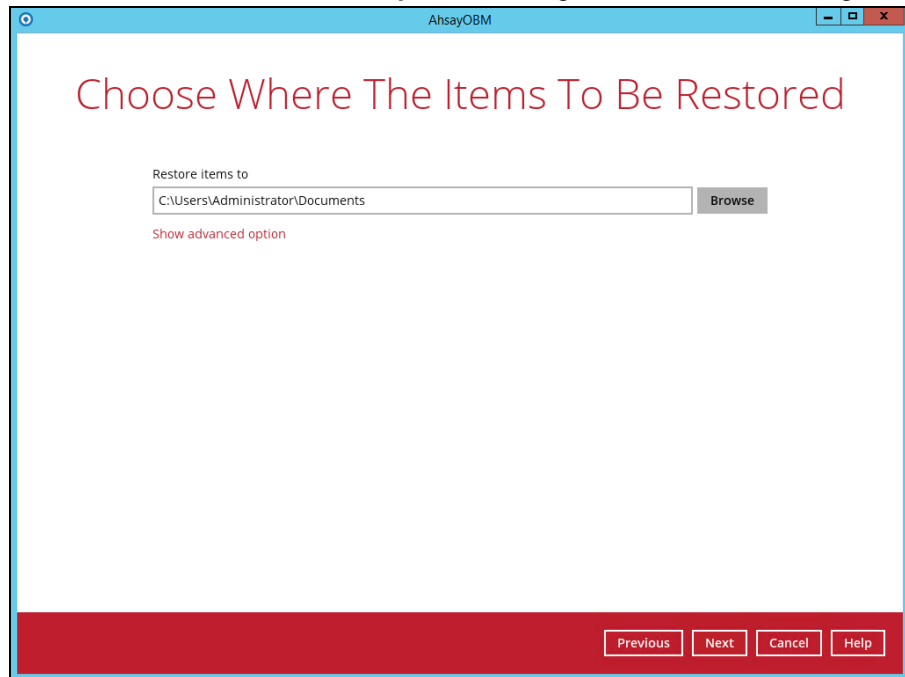 AhsayOBM
Choose Where The Items To Be Restored
Restore items to
C:\Users\Administrator\Documents
Browse
Show advanced option
Previous Next Cancel Help